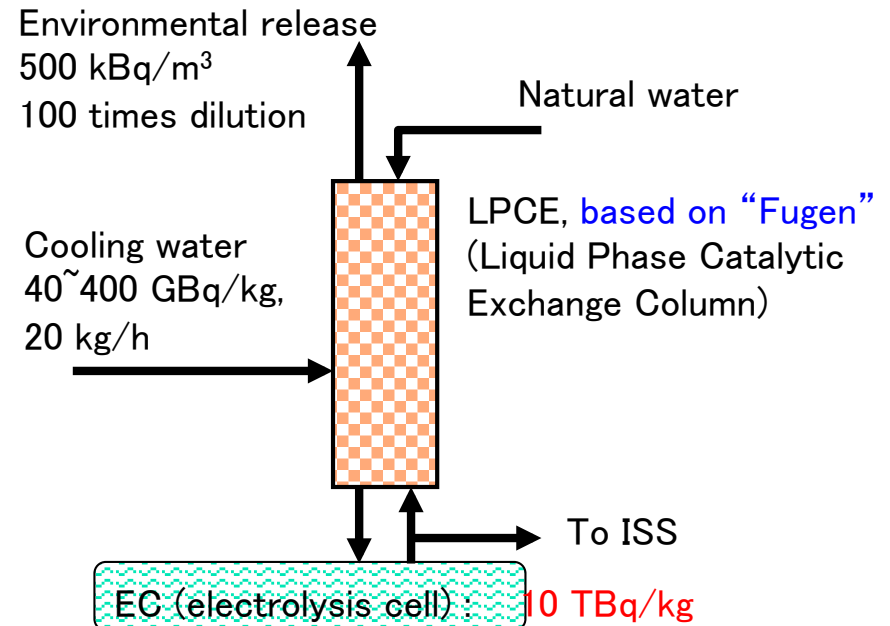 Environmental release
500 kBq/m³
100 times dilution
Natural water
LPCE, based on “Fugen”
(Liquid Phase Catalytic
Exchange Column)
Cooling water
40~400 GBq/kg,
20 kg/h
To ISS
EC (electrolysis cell) : 10 TBq/kg